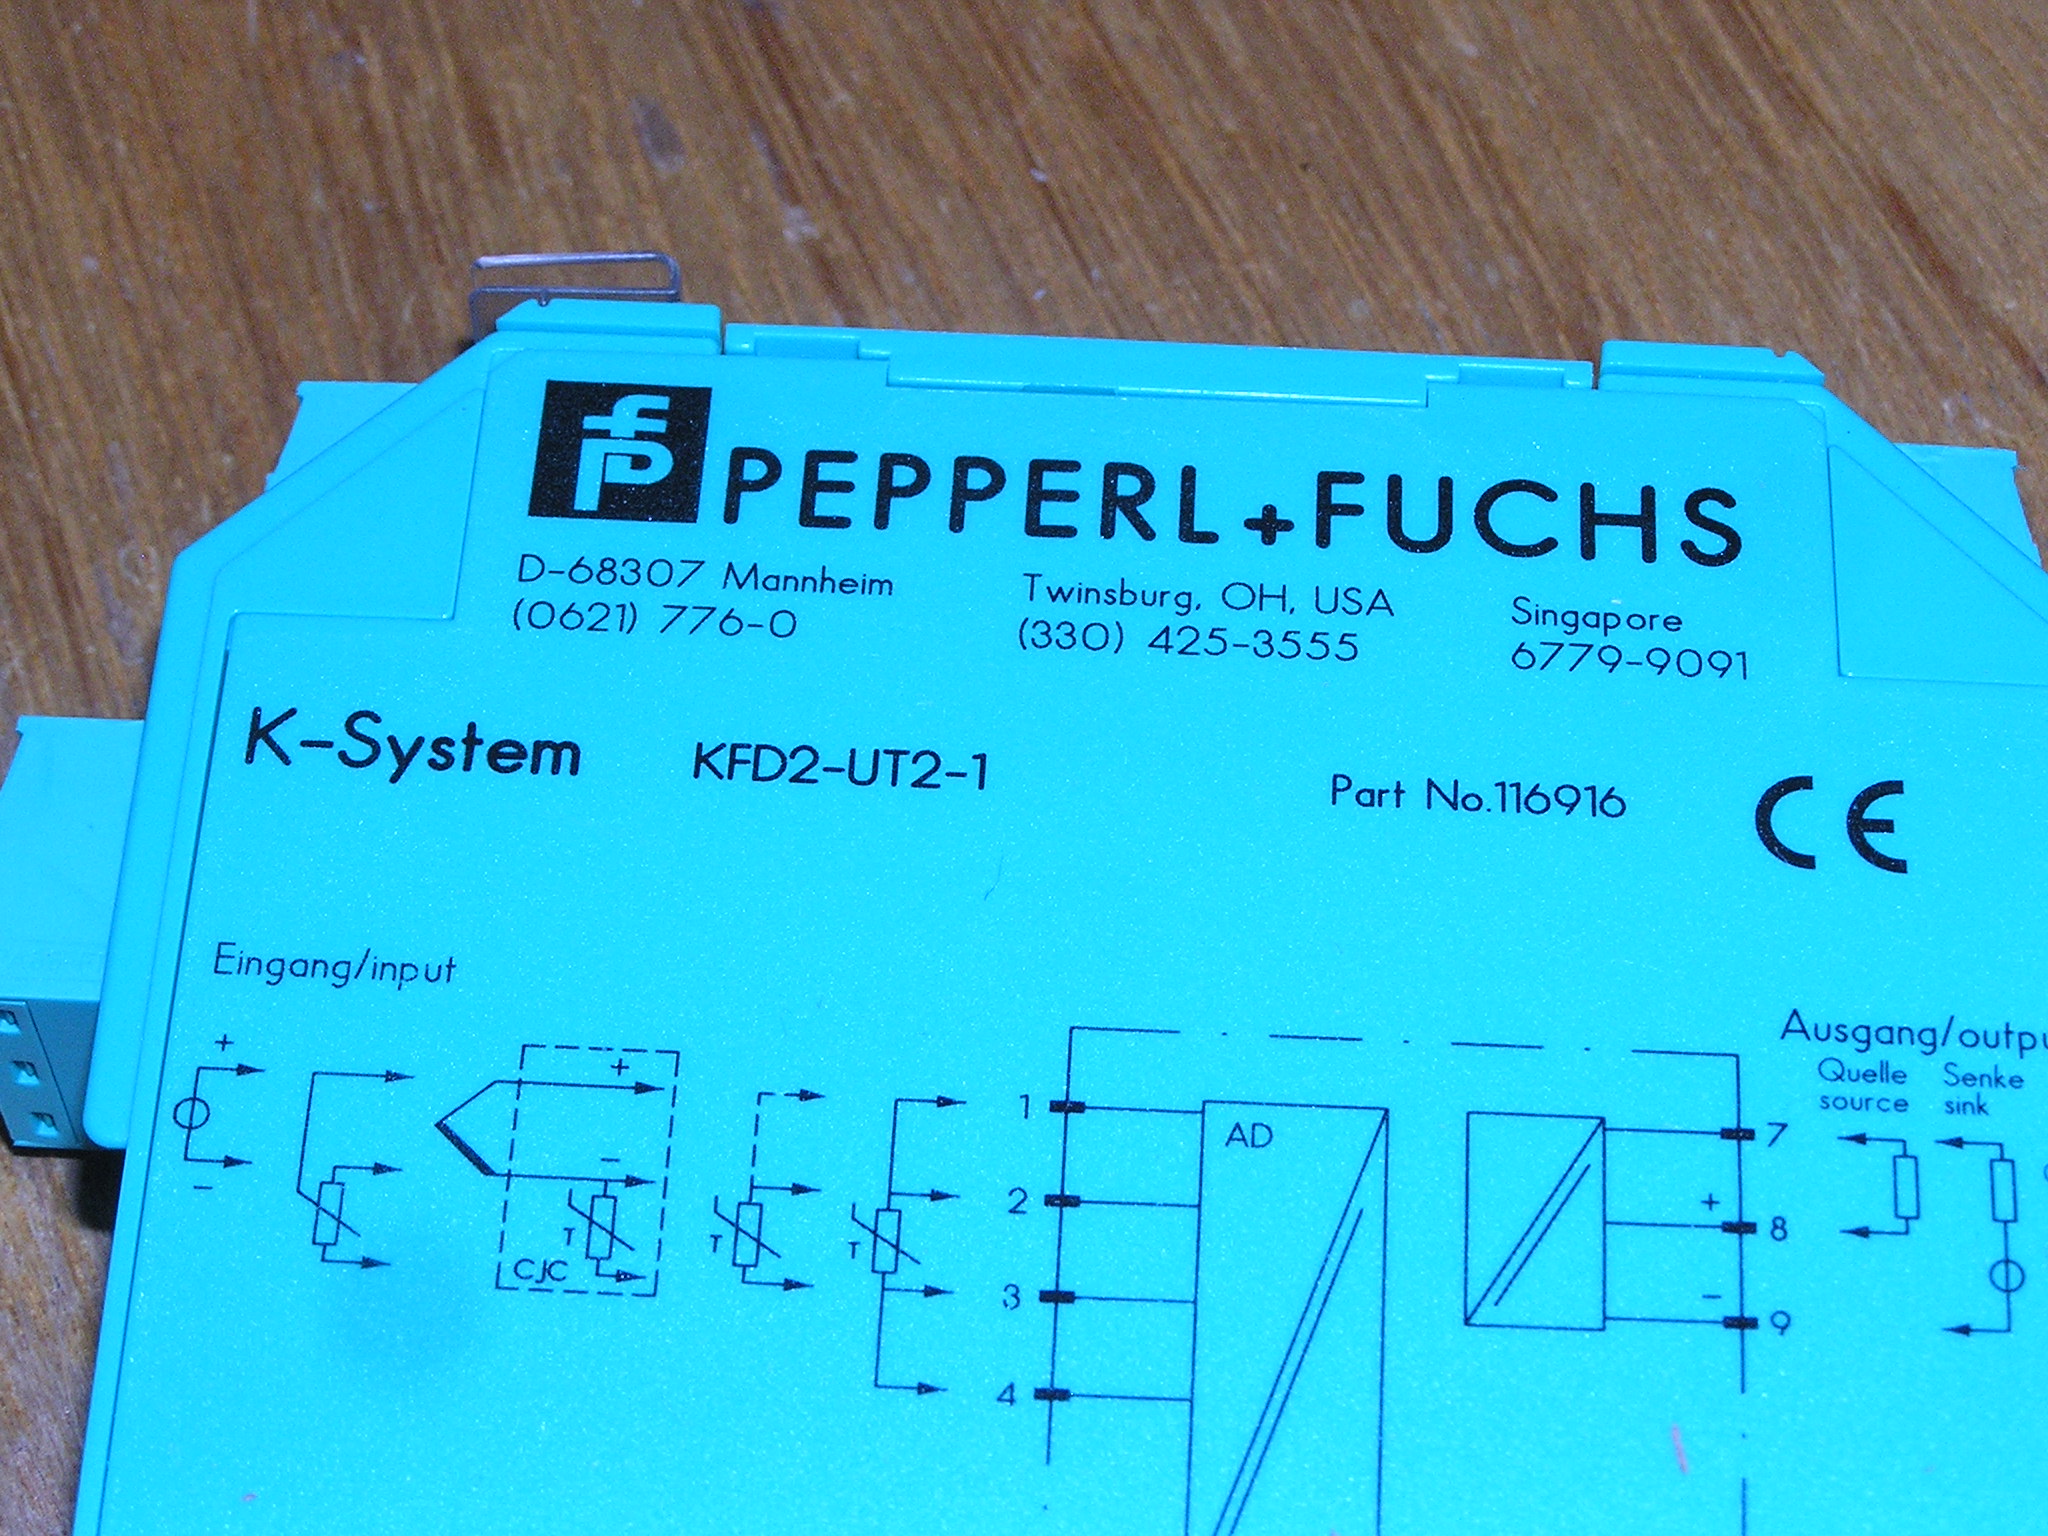 fp PEPPERL+FUCHS
D-68307 Mannheim Twinsburg, OH, USA Singapore
(0621) 776-0 (330) 425-3555 6779-9091
K-System KFD2-UT2-1 Part No.116916 CE
Eingang/input
Ausgang/outpu
Quelle Senke
source sink
+
+
-
-
T
CJC
T
T
1
2
3
4
AD
7
+
8
-
9